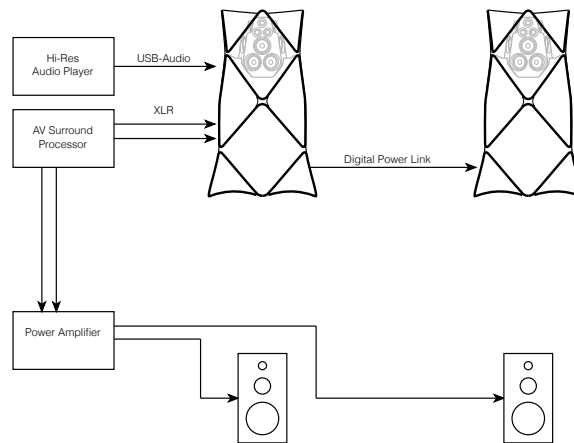 Hi-Res
Audio Player
USB-Audio
XLR
AV Surround
Processor
Digital Power Link
Power Amplifier